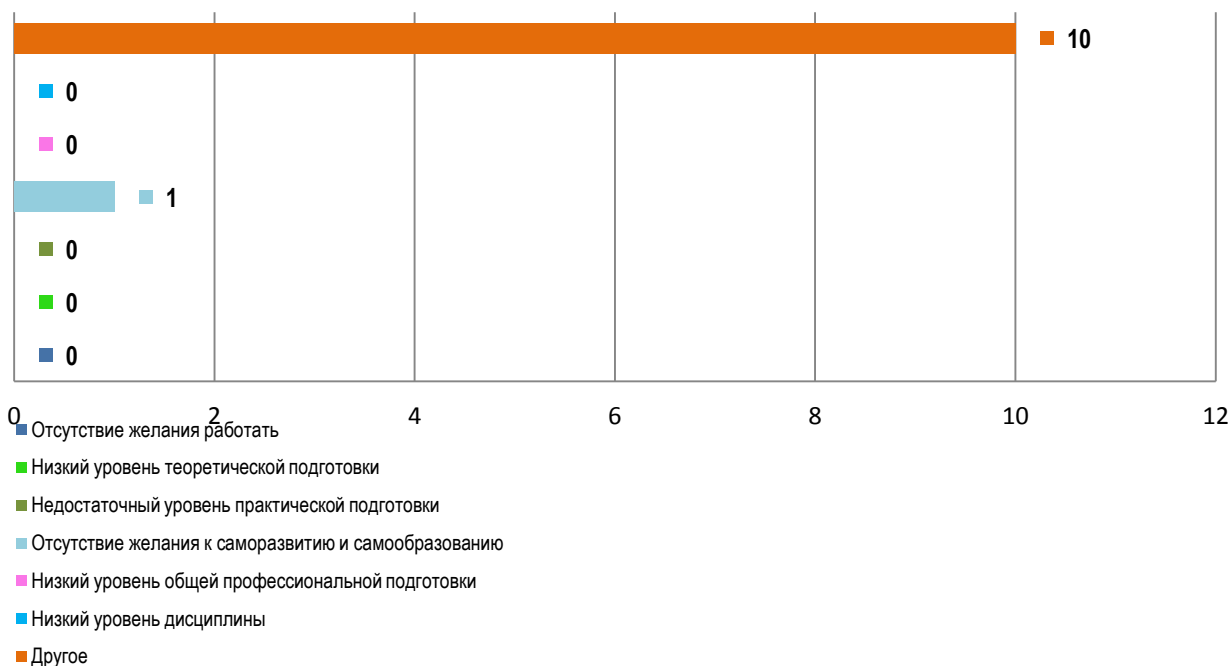 10
0
0
1
0
0
0
0 2 4 6 8 10 12
Отсутствие желания работать
Низкий уровень теоретической подготовки
Недостаточный уровень практической подготовки
Отсутствие желания к саморазвитию и самообразованию
Низкий уровень общей профессиональной подготовки
Низкий уровень дисциплины
Другое